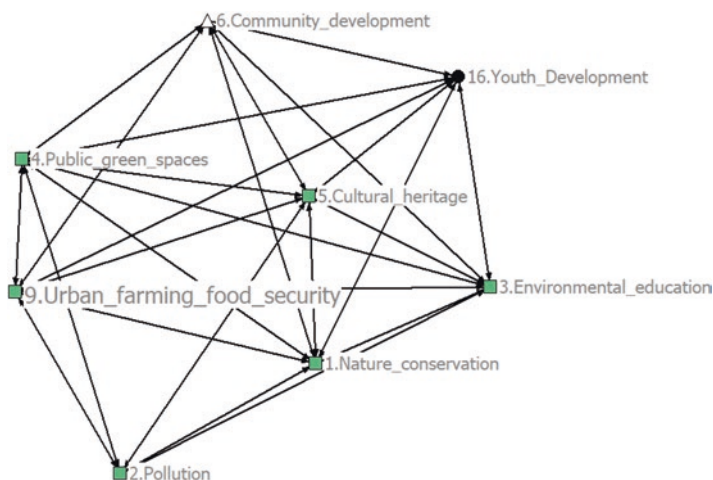 6.Community_development
16.Youth_Development
4.Public_green_spaces
5.Cultural_heritage
9.Urban_farming_food_security
3.Environmental_education
1.Nature_conservation
2.Pollution